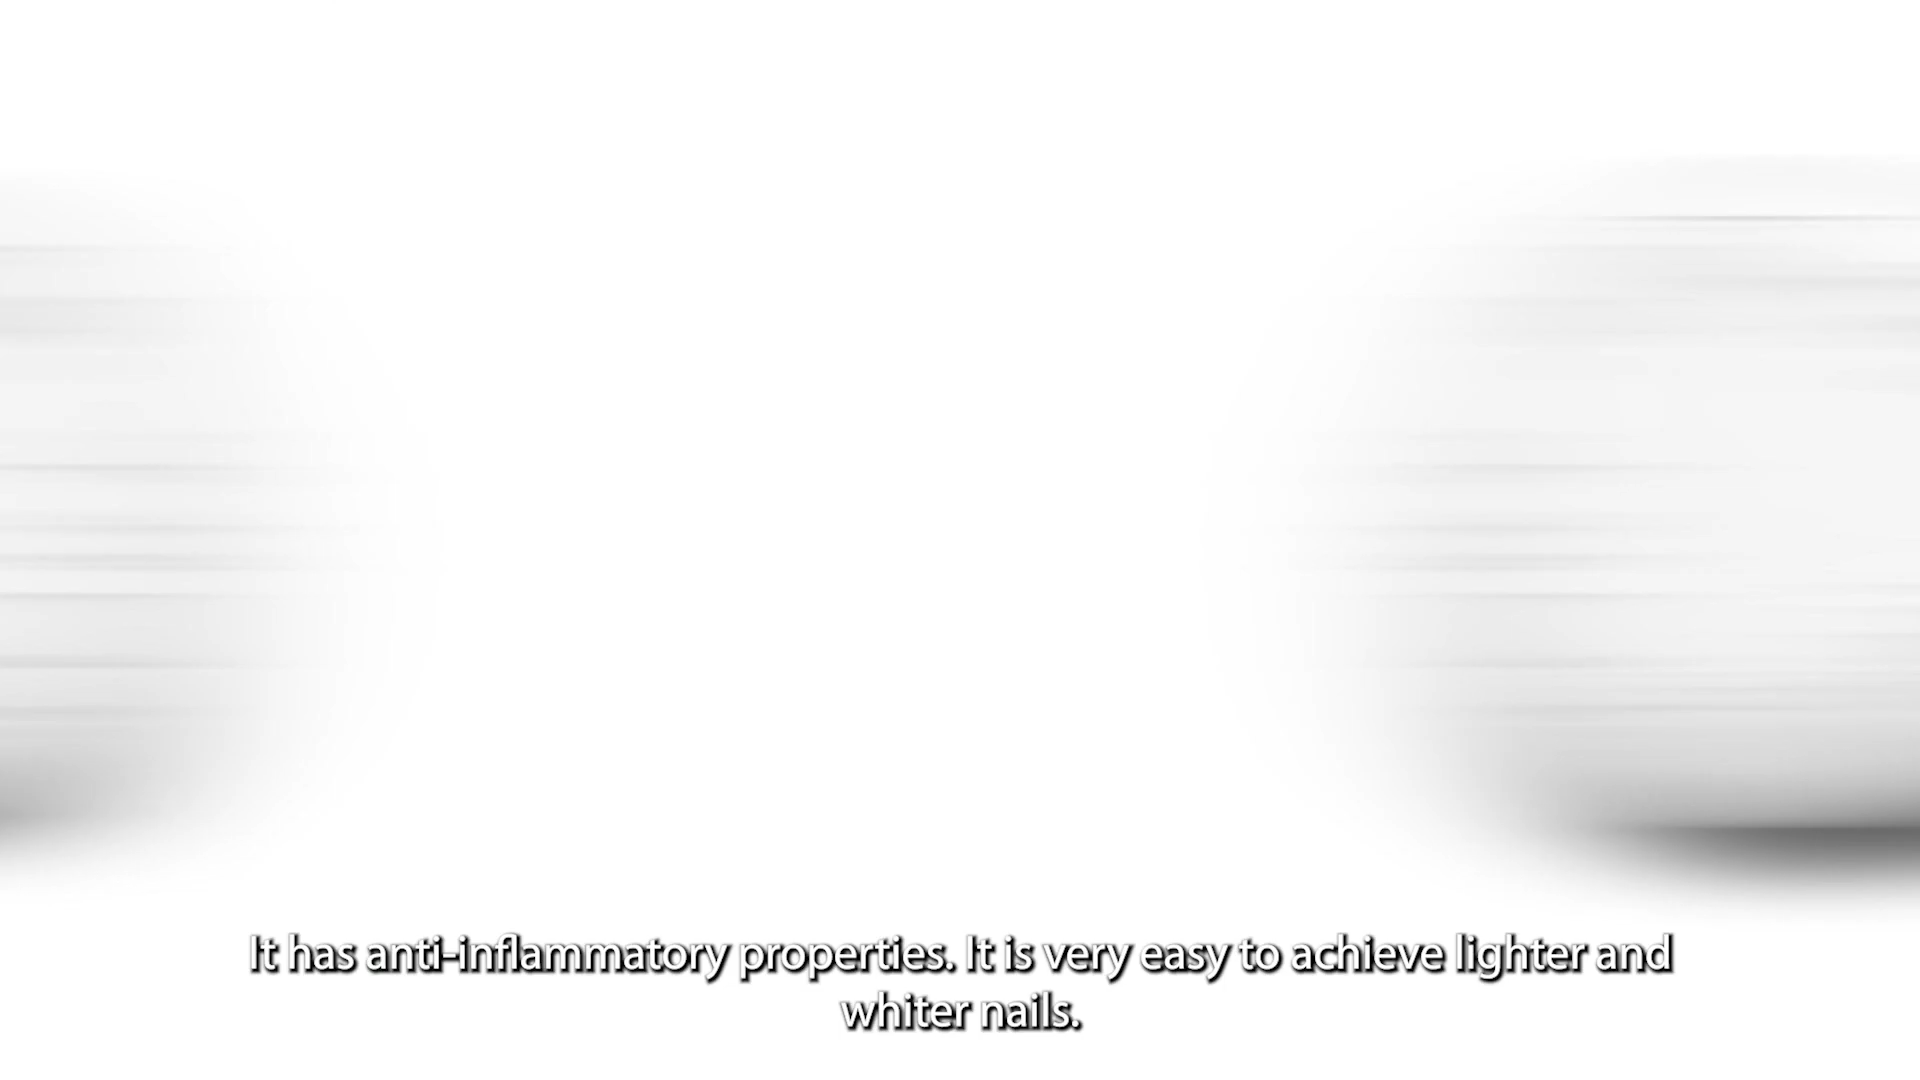 It has anti-inflammatory properties. It is very easy to achieve lighter and
whiter nails.